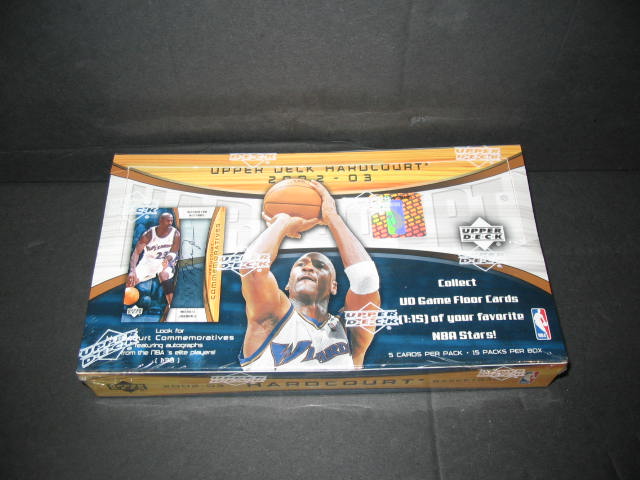 UPPER DECK HARDCOURT
2002-03
UPPER DECK
COMMEMORATIVES
Look for
Court Commemoratives
featuring autographs
from the NBA's elite players!
Collect
UD Game Floor Cards
(1:15) of your favorite
NBA Stars!
5 CARDS PER PACK • 15 PACKS PER BOX
HARDCOURT